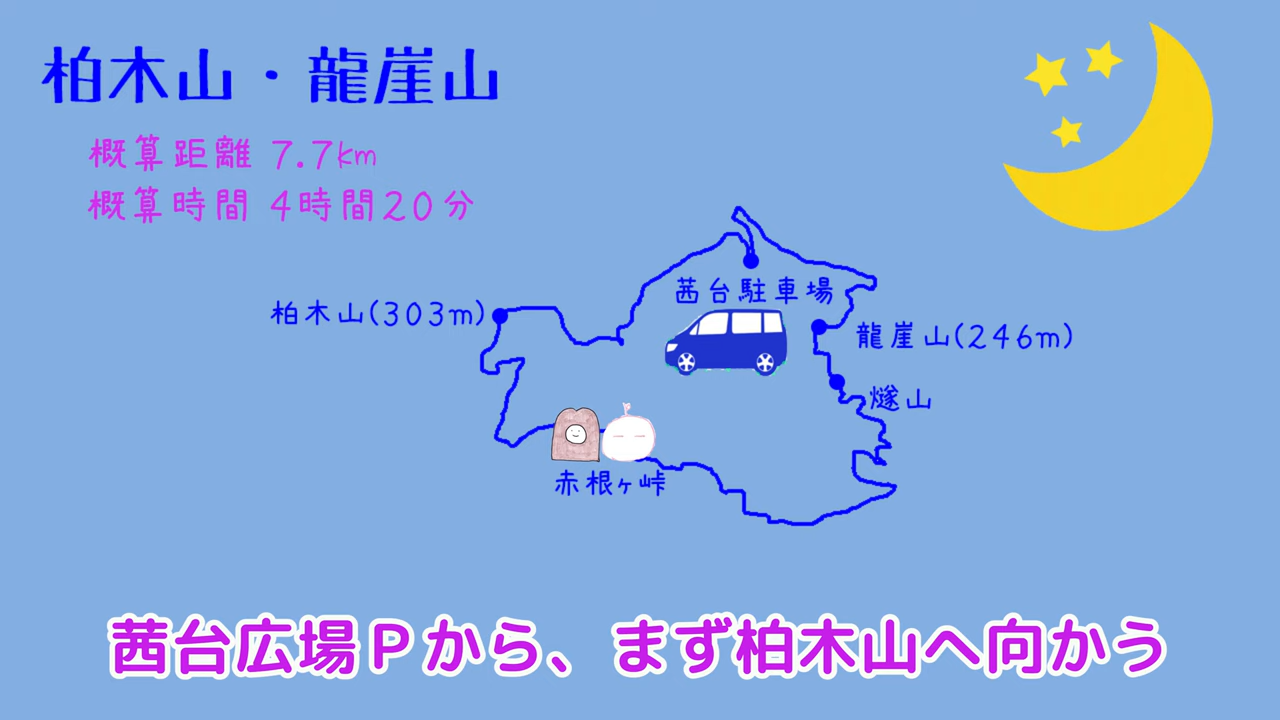 柏木山・龍崖山
概算距離 7.7km
概算時間 4時間20分
茜台駐車場
柏木山(303m)
龍崖山(246m)
燧山
赤根ヶ峠
茜台広場Pから、まず柏木山へ向かう